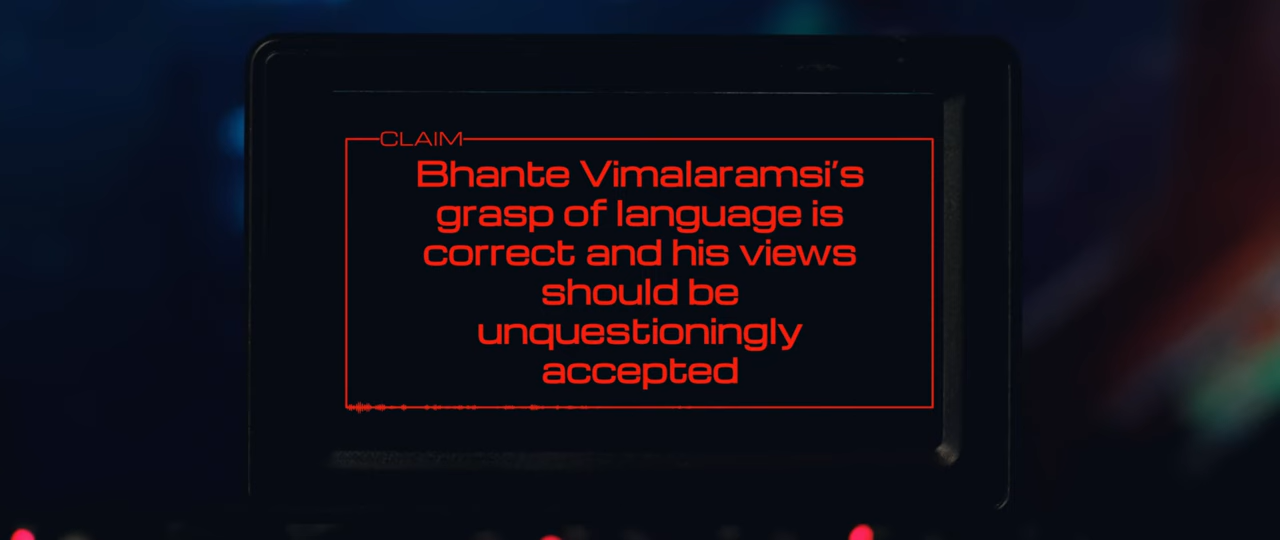 CLAIM
Bhante Vimalaramsi's
grasp of language is
correct and his views
should be
unquestioningly
accepted